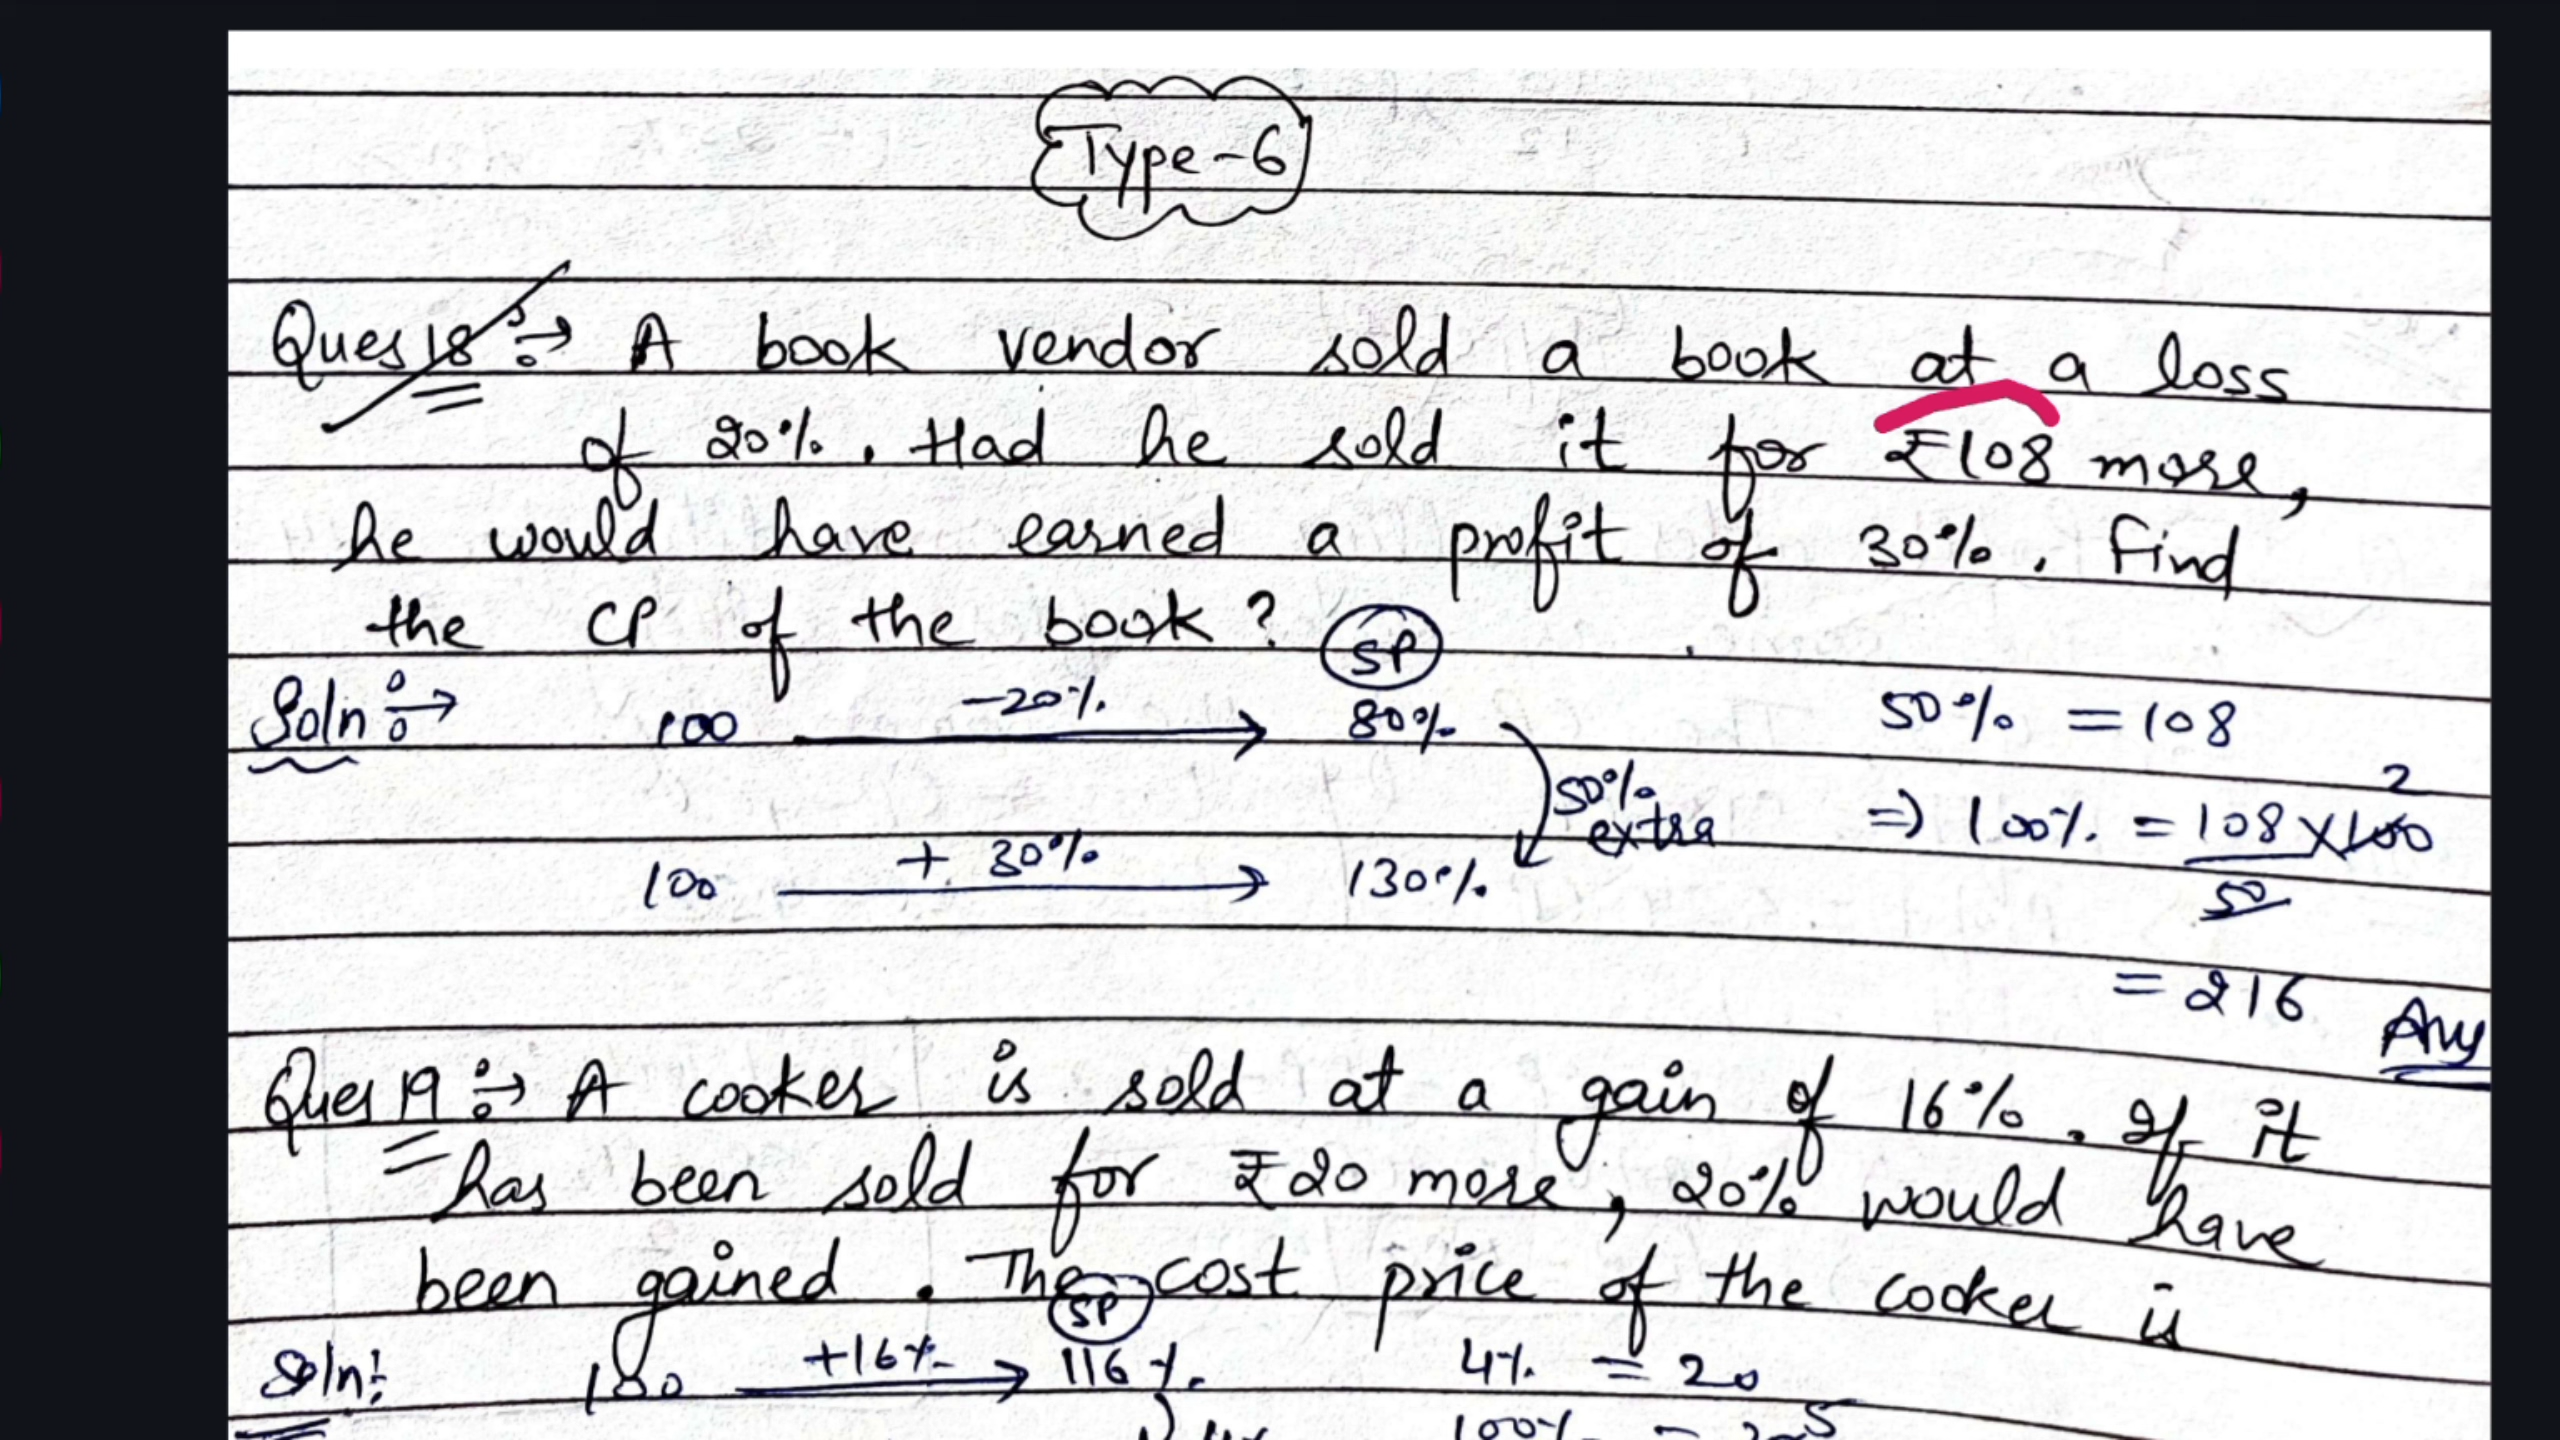 Type-6
Ques 18 :→ A book vendor sold a book at a loss
of 20%. Had he sold it for ₹108 more,
he would have earned a profit of 30%. Find
the CP of the book?
SP
Soln :→ 100 -20% 80% 50% = 108
50% extra
⇒ 100% = 108 × 100 2
50
100 + 30% 130%
= 216 Ans
Ques 19 :→ A cooker is sold at a gain of 16%. If it
has been sold for ₹20 more, 20% would have
been gained. The cost price of the cooker is
SP
Soln: 100 +16% 116% 4% = 20
100%